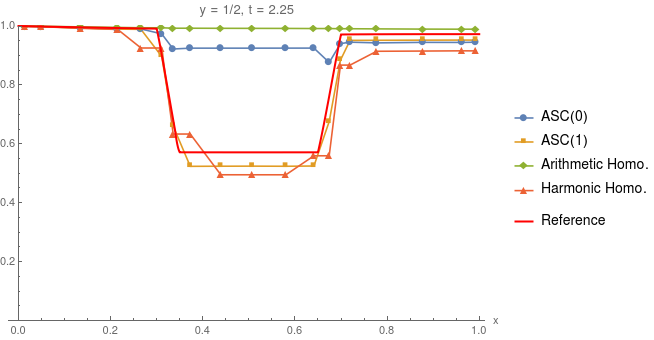 y = 1/2, t = 2.25
1.0
0.8
0.6
0.4
0.2
0.0
0.2
0.4
0.6
0.8
1.0
x
ASC(0)
ASC(1)
Arithmetic Homo.
Harmonic Homo.
Reference